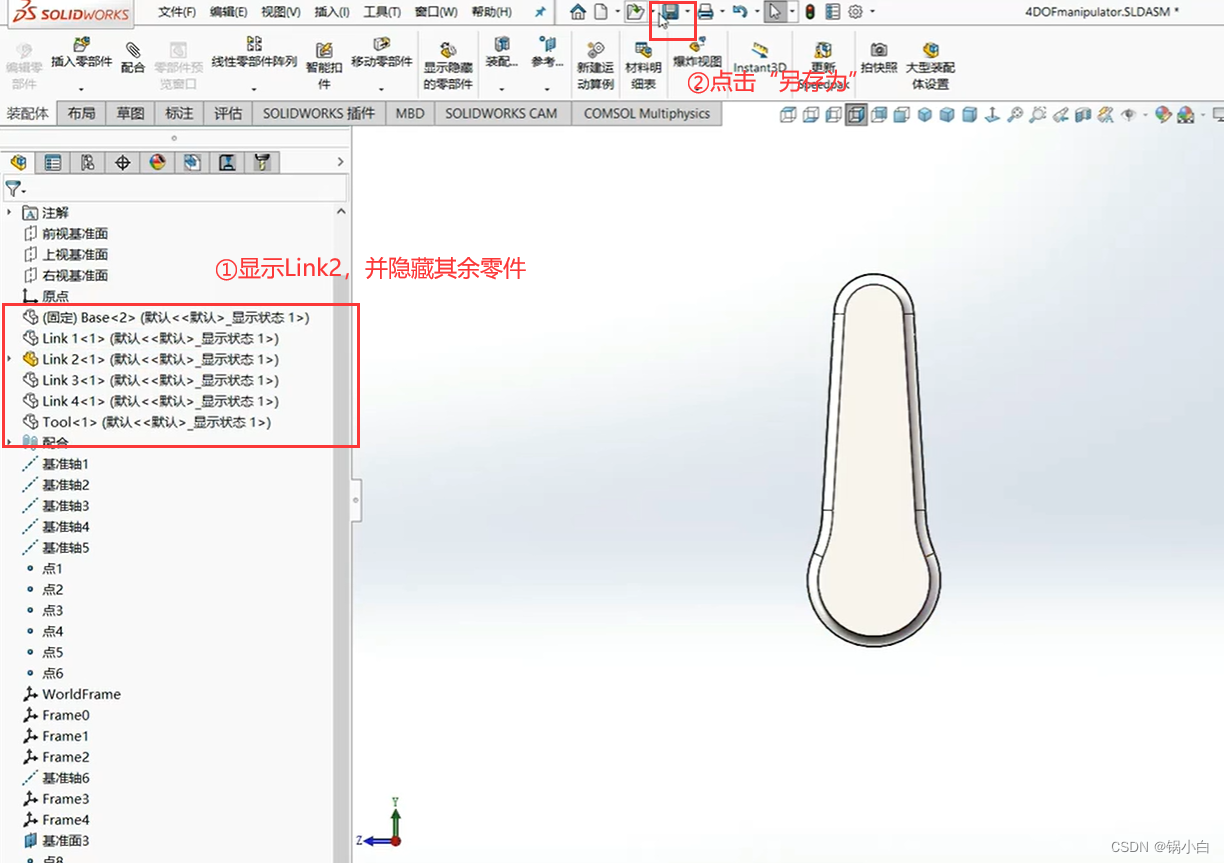 SOLIDWORKS 文件(F) 编辑(E) 视图(V) 插入(I) 工具(T) 窗口(W) 帮助(H) 4DOFmanipulator.SLDASM *
编辑零部件
插入零部件
配合
零部件预览窗口
线性零部件阵列
智能扣件
移动零部件
显示隐藏的零部件
装配...
参考...
新建运动算例
材料明细表
爆炸视图
Instant3D
更新
Speedpak
拍快照
大型装配体设置
②点击“另存为”
装配体 布局 草图 标注 评估 SOLIDWORKS 插件 MBD SOLIDWORKS CAM COMSOL Multiphysics
注解
前视基准面
上视基准面
右视基准面
①显示Link2，并隐藏其余零件
原点
(固定) Base<2> (默认<<默认>_显示状态 1>)
Link 1<1> (默认<<默认>_显示状态 1>)
Link 2<1> (默认<<默认>_显示状态 1>)
Link 3<1> (默认<<默认>_显示状态 1>)
Link 4<1> (默认<<默认>_显示状态 1>)
Tool<1> (默认<<默认>_显示状态 1>)
配合
基准轴1
基准轴2
基准轴3
基准轴4
基准轴5
点1
点2
点3
点4
点5
点6
WorldFrame
Frame0
Frame1
Frame2
基准轴6
Frame3
Frame4
基准面3
点8
Y
Z
CSDN @锅小白